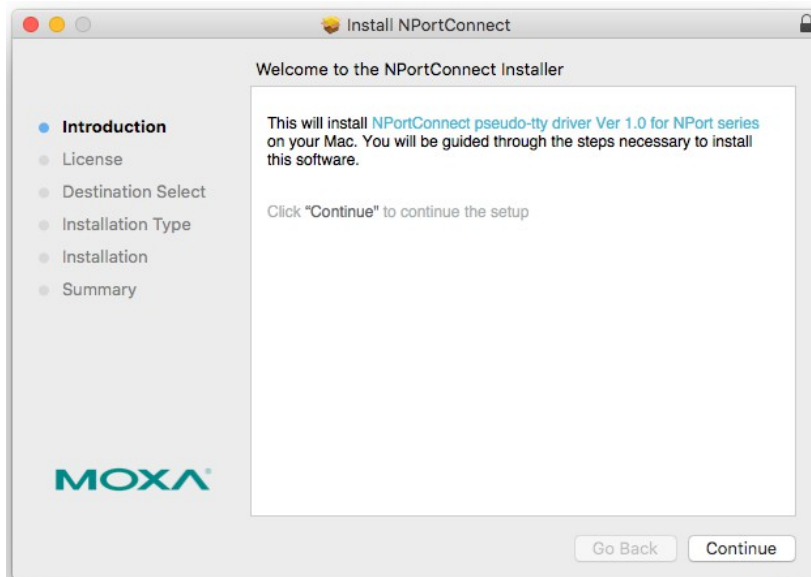 Install NPortConnect
Welcome to the NPortConnect Installer
Introduction
License
Destination Select
Installation Type
Installation
Summary
This will install NPortConnect pseudo-tty driver Ver 1.0 for NPort series
on your Mac. You will be guided through the steps necessary to install
this software.
Click "Continue" to continue the setup
MOXA®
Go Back
Continue